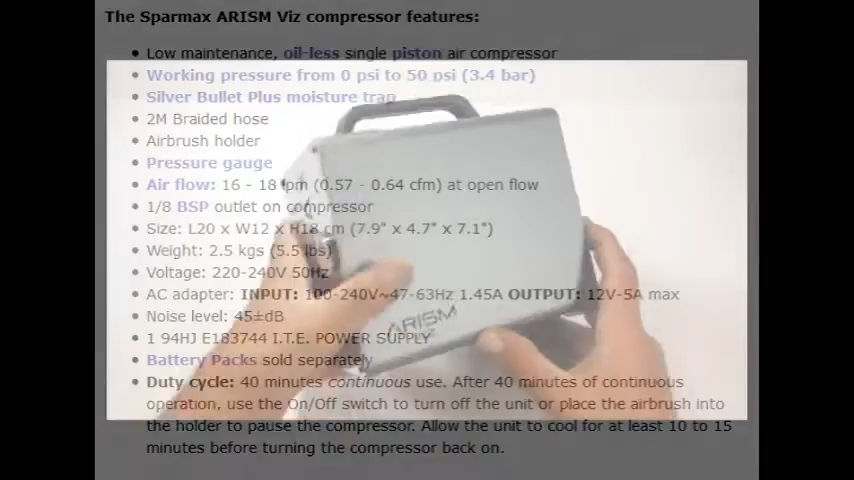 The Sparmax ARISM Viz compressor features:
Low maintenance, oil-less single piston air compressor
Working pressure from 0 psi to 50 psi (3.4 bar)
Silver Bullet Plus moisture trap
2M Braided hose
Airbrush holder
Pressure gauge
Air flow: 16 - 18 lpm (0.57 - 0.64 cfm) at open flow
1/8 BSP outlet on compressor
Size: L20 x W12 x H18 cm (7.9" x 4.7" x 7.1")
Weight: 2.5 kgs (5.5 lbs)
Voltage: 220-240V 50Hz
AC adapter: INPUT: 100-240V~47-63Hz 1.45A OUTPUT: 12V-5A max
ARISM
Noise level: 45±dB
1 94HJ E183744 I.T.E. POWER SUPPLY
Battery Packs sold separately
Duty cycle: 40 minutes continuous use. After 40 minutes of continuous
operation, use the On/Off switch to turn off the unit or place the airbrush into
the holder to pause the compressor. Allow the unit to cool for at least 10 to 15
minutes before turning the compressor back on.